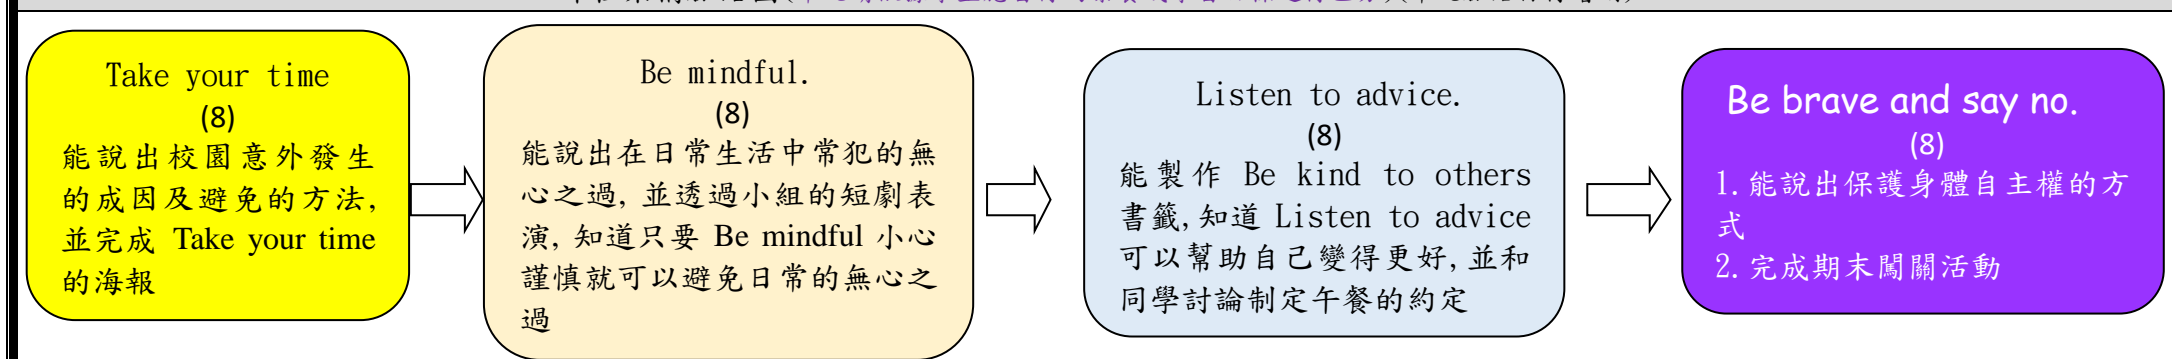 Take your time
(8)
能說出校園意外發生
的成因及避免的方法,
並完成 Take your time
的海報
Be mindful.
(8)
能說出在日常生活中常犯的無
心之過, 並透過小組的短劇表
演, 知道只要 Be mindful 小心
謹慎就可以避免日常的無心之
過
Listen to advice.
(8)
能製作 Be kind to others
書籤, 知道 Listen to advice
可以幫助自己變得更好, 並和
同學討論制定午餐的約定
Be brave and say no.
(8)
1. 能說出保護身體自主權的方
式
2. 完成期末闖關活動